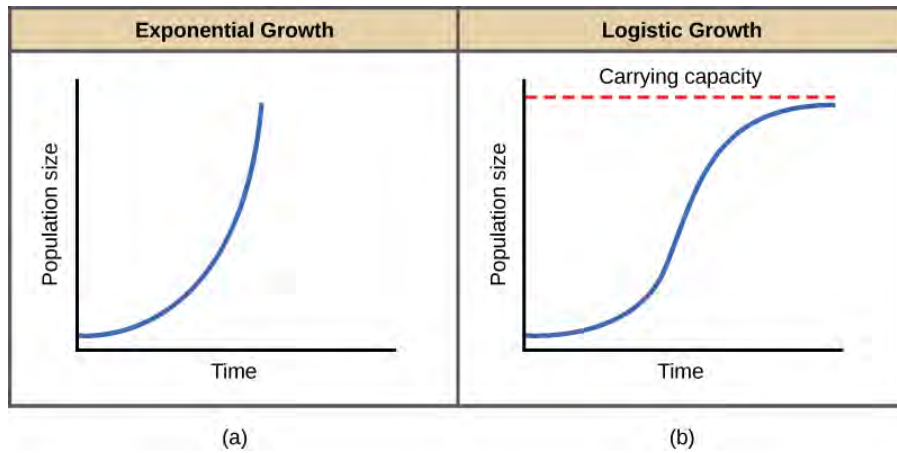 Exponential Growth
Logistic Growth
Population size
Time
Carrying capacity
Population size
Time
(a)
(b)